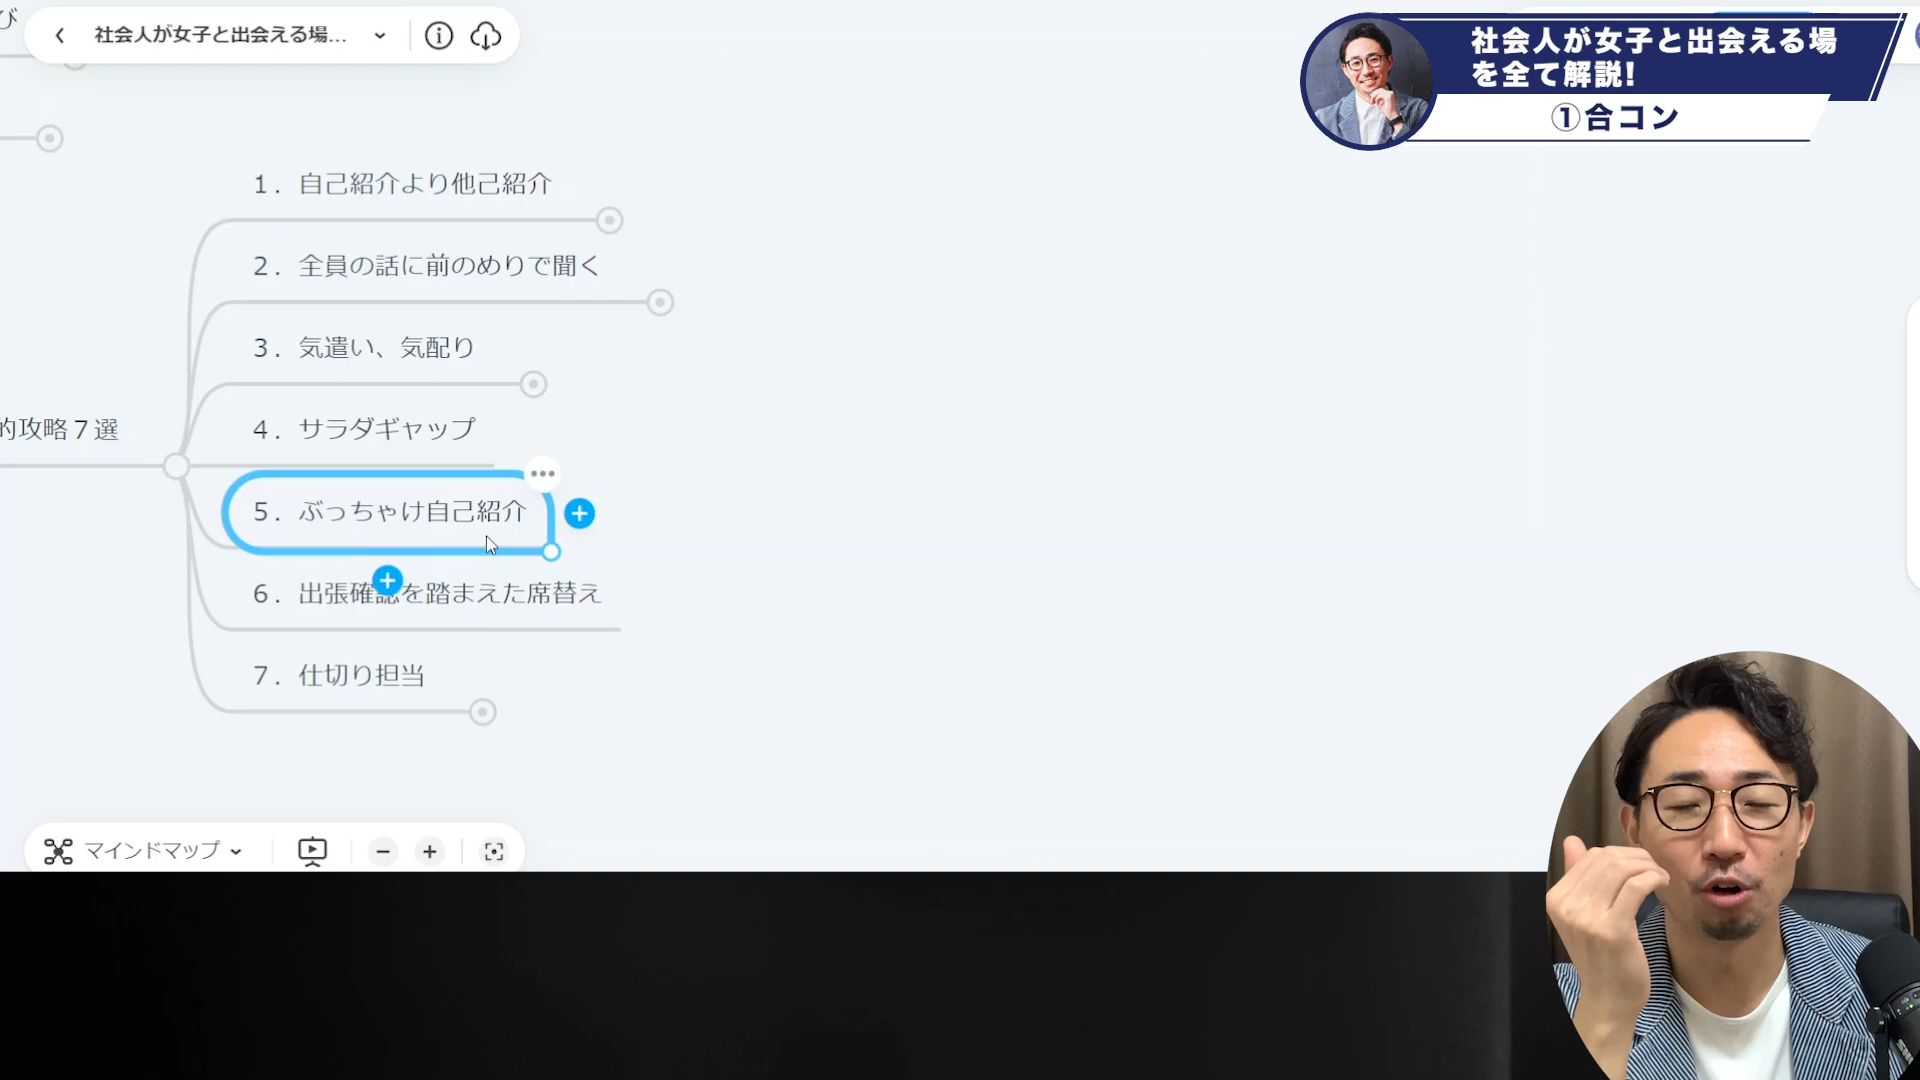 び
社会人が女子と出会える場...
社会人が女子と出会える場
を全て解説!
①合コン
1. 自己紹介より他己紹介
2. 全員の話に前のめりで聞く
3. 気遣い、気配り
的攻略７選
4. サラダギャップ
5. ぶっちゃけ自己紹介
6. 出張確認を踏まえた席替え
7. 仕切り担当
マインドマップ